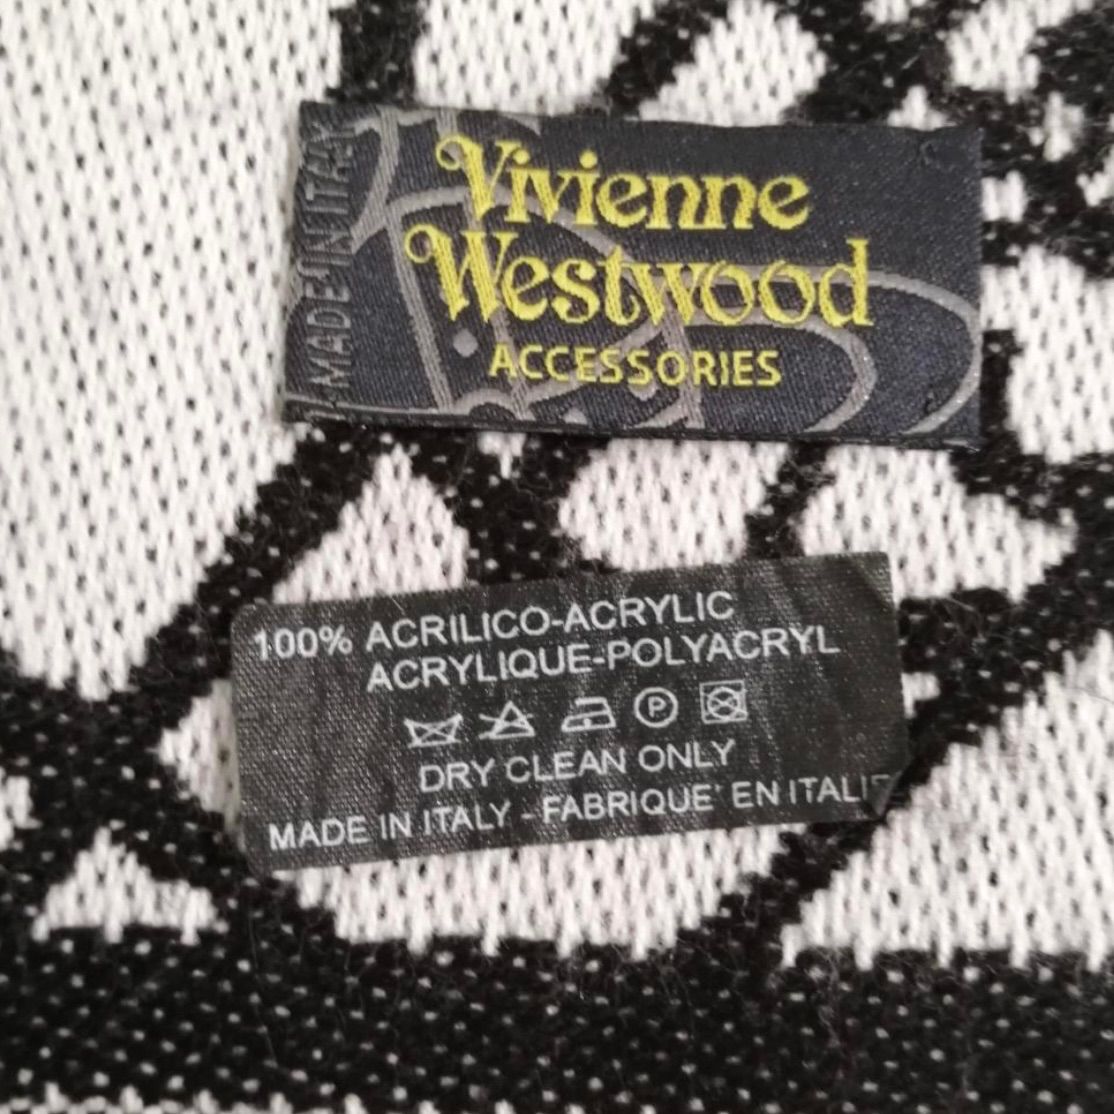 MADE IN ITALY
Vivienne
Westwood
ACCESSORIES
100% ACRILICO-ACRYLIC
ACRYLIQUE-POLYACRYL
P
DRY CLEAN ONLY
MADE IN ITALY - FABRIQUE' EN ITALIE